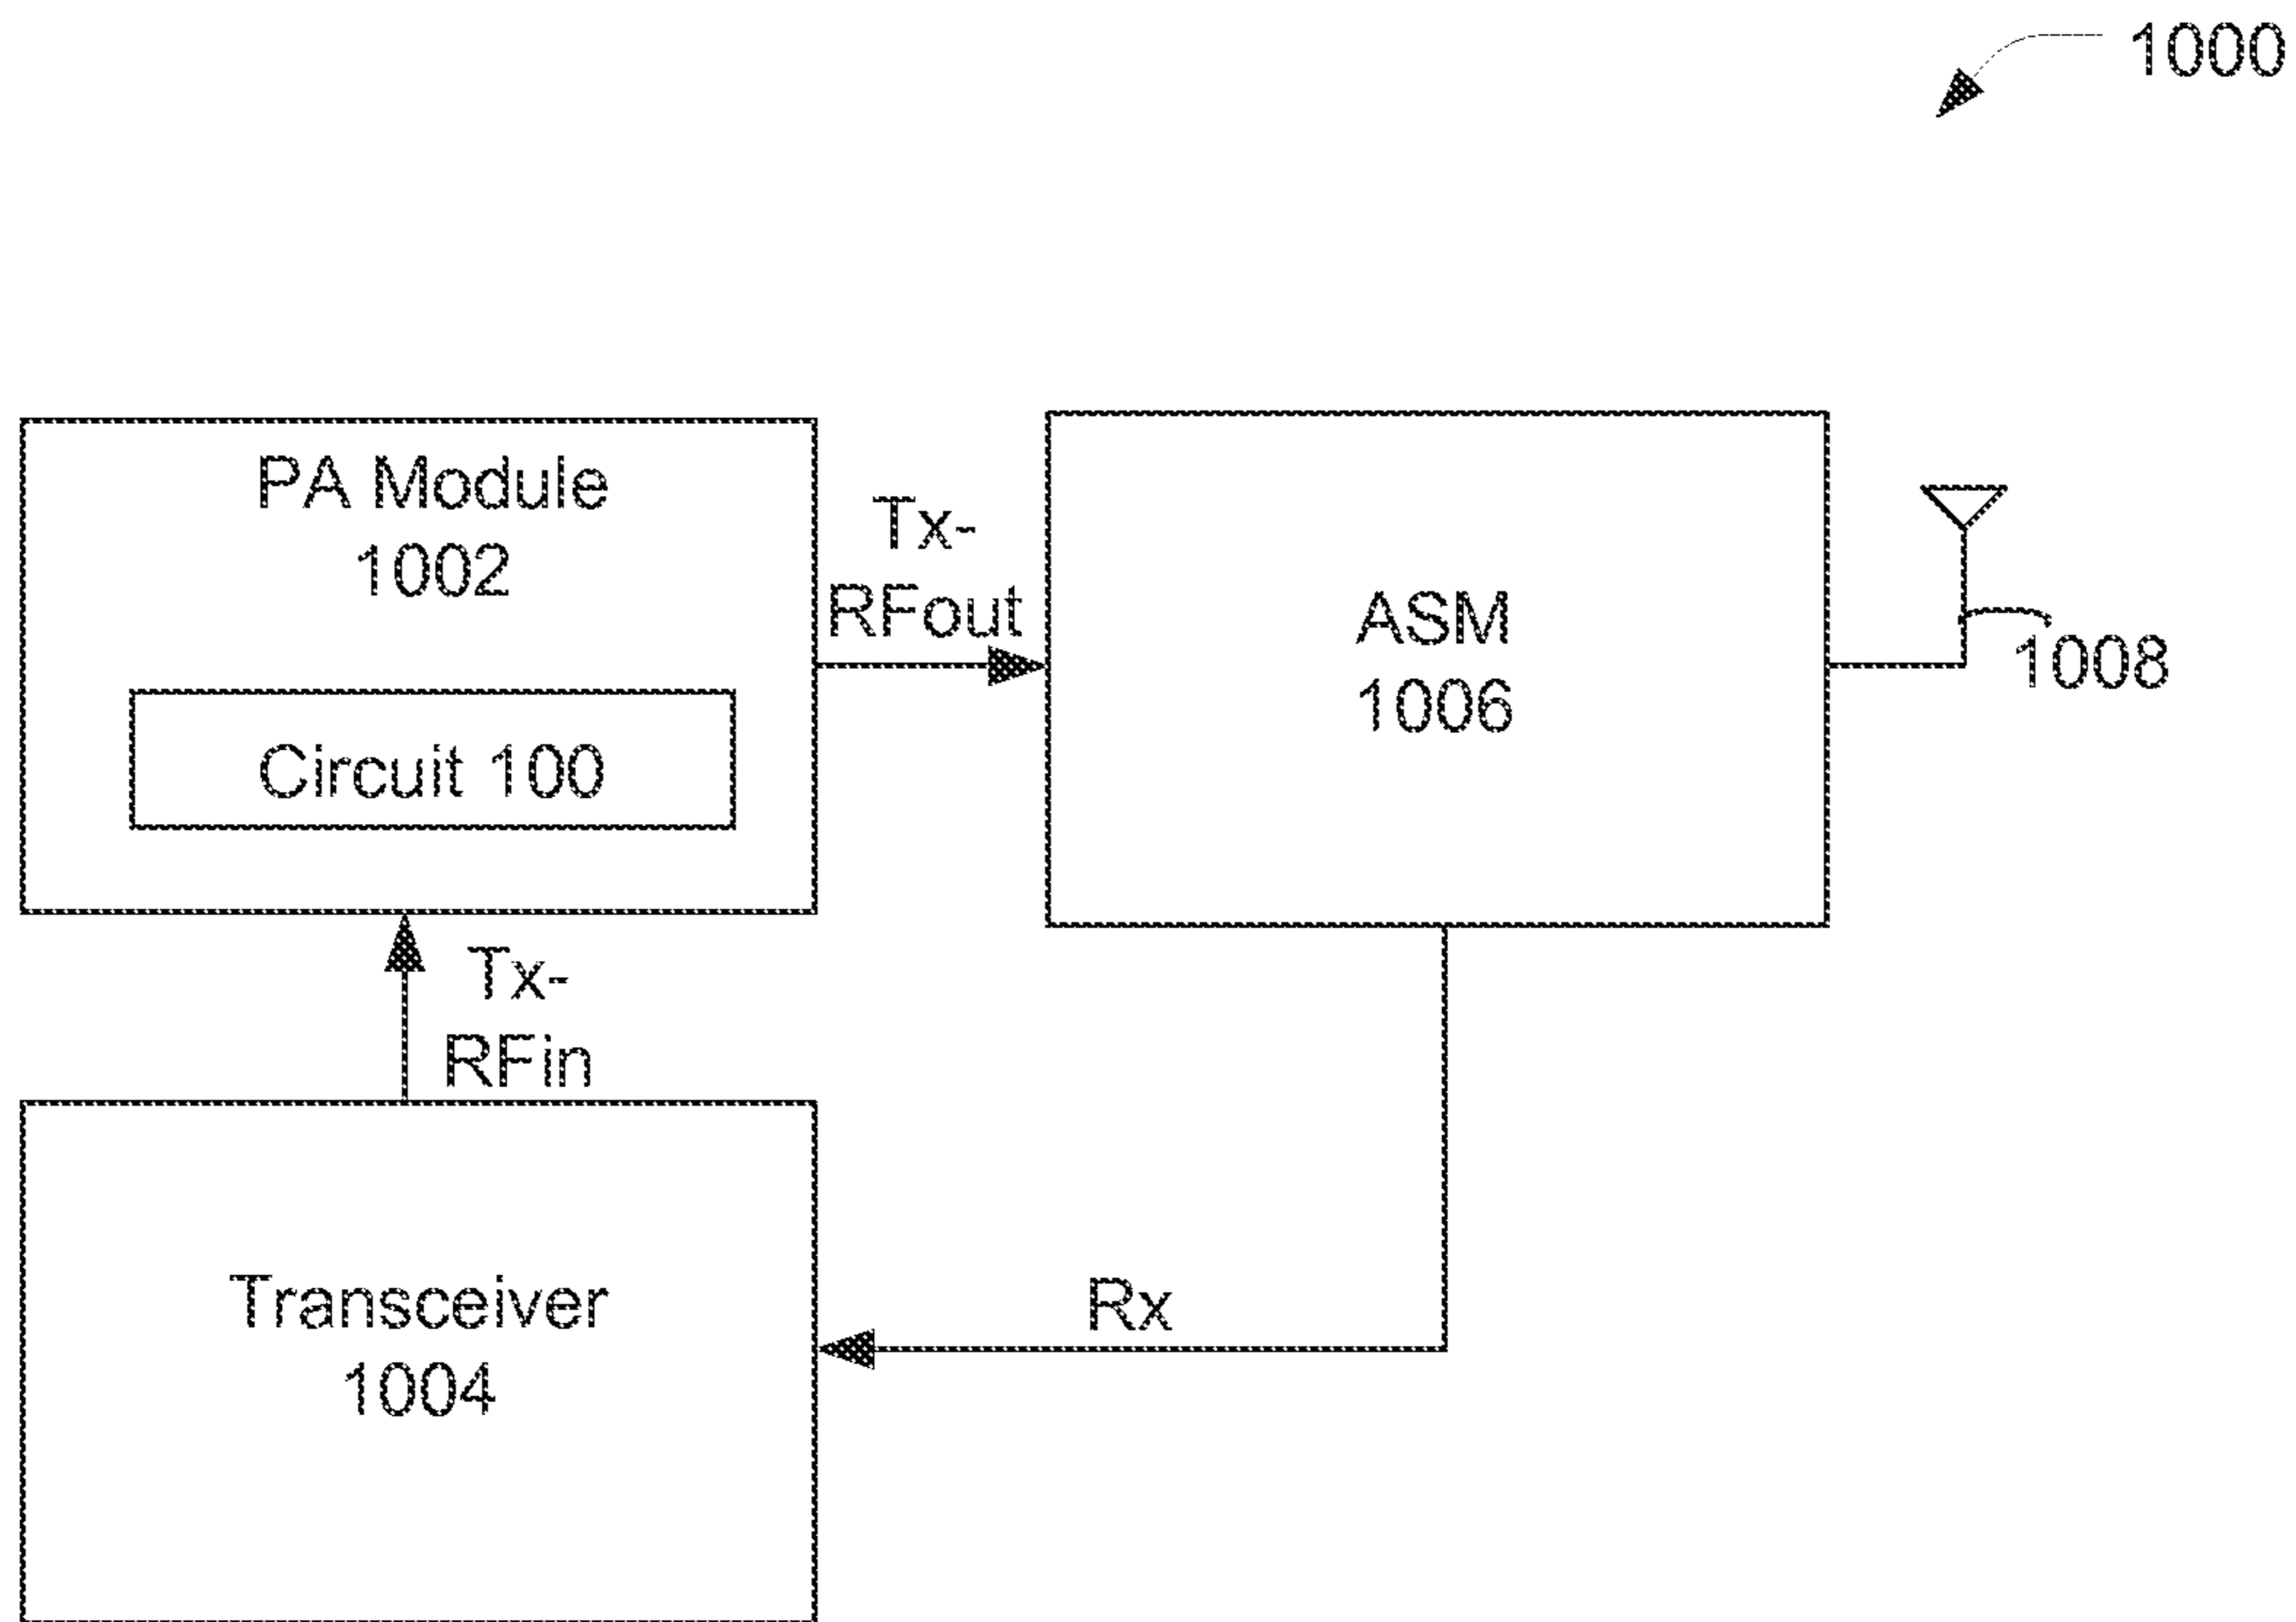 1000
PA Module
1002
Circuit 100
Tx-
RFout
ASM
1006
1008
Tx-
RFin
Transceiver
1004
Rx